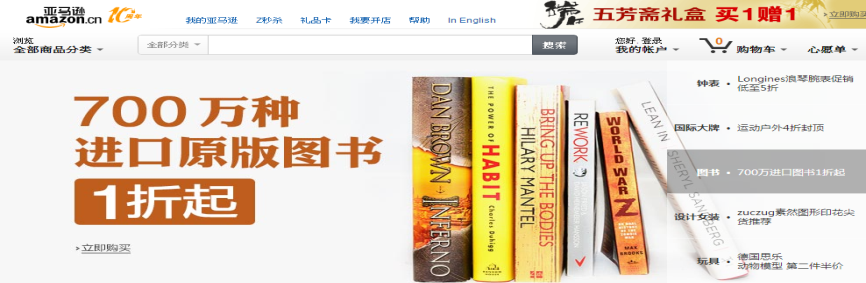 亚马逊
amazon.cn
10周年
我的亚马逊 Z秒杀 礼品卡 我要开店 帮助 In English
五芳斋礼盒 买1赠1
›立即购买
浏览
全部商品分类
全部分类
搜索
您好. 登录
我的帐户
0
购物车
心愿单
700万种
进口原版图书
1折起
› 立即购买
DAN BROWN
INFERNO
THE POWER OF
HABIT
Charles Duhigg
BRING UP THE BODIES
HILARY MANTEL
REWORK
WORLD WAR
Z
MAX BROOKS
LEAN IN SHERYL SANDBERG
钟表 • Longines浪琴腕表促销
低至5折
国际大牌 • 运动户外4折封顶
图书 • 700万进口图书1折起
设计女装 • zuczug素然图形印花尖
货推荐
玩具 • 德国思乐
动物模型 第二件半价